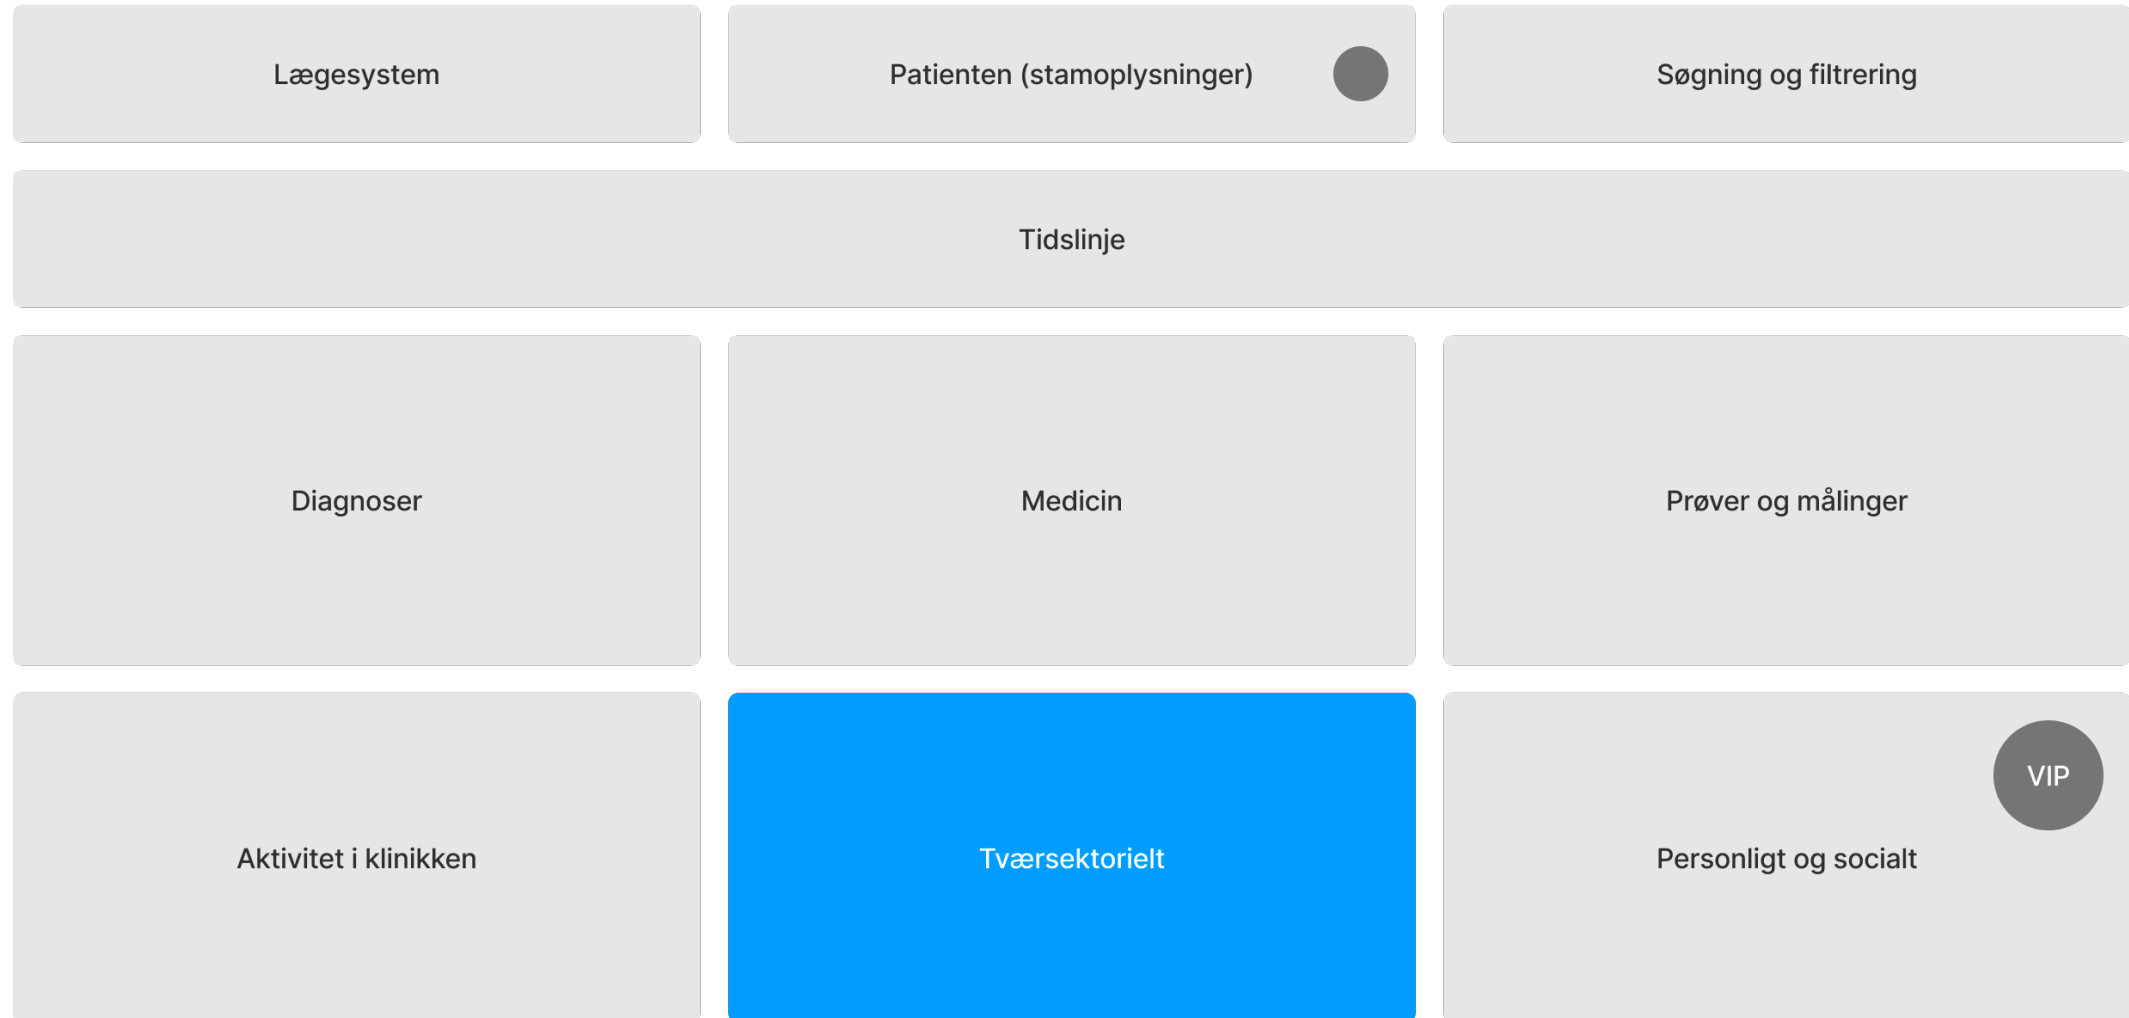 Lægesystem
Patienten (stamoplysninger)
Søgning og filtrering
Tidslinje
Diagnoser
Medicin
Prøver og målinger
Aktivitet i klinikken
Tværsektorielt
VIP
Personligt og socialt